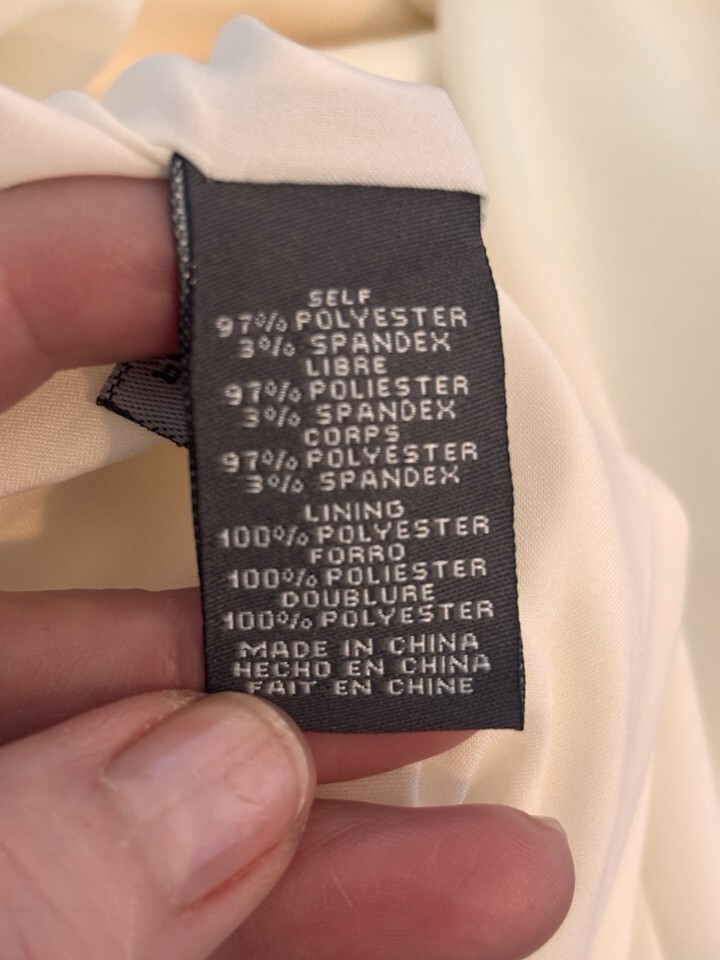 SELF
97% POLYESTER
3% SPANDEX
LIBRE
97% POLIESTER
3% SPANDEX
CORPS
97% POLYESTER
3% SPANDEX
LINING
100% POLYESTER
FORRO
100% POLIESTER
DOUBLURE
100% POLYESTER
MADE IN CHINA
HECHO EN CHINA
FAIT EN CHINE